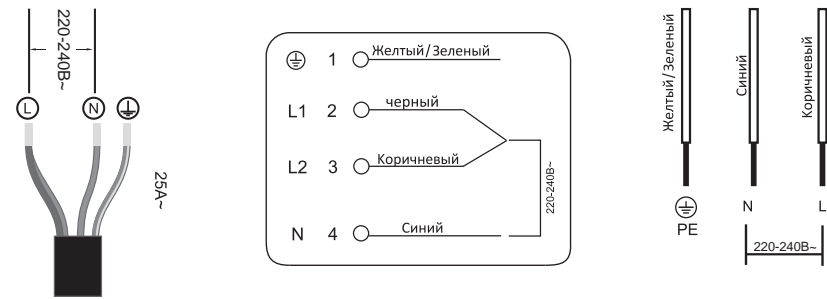 220-240В~
L N
25A~
1 Желтый/Зеленый
L1 2 черный
L2 3 Коричневый
N 4 Синий
220-240В~
Желтый/Зеленый
Синий
Коричневый
PE N L
220-240В~